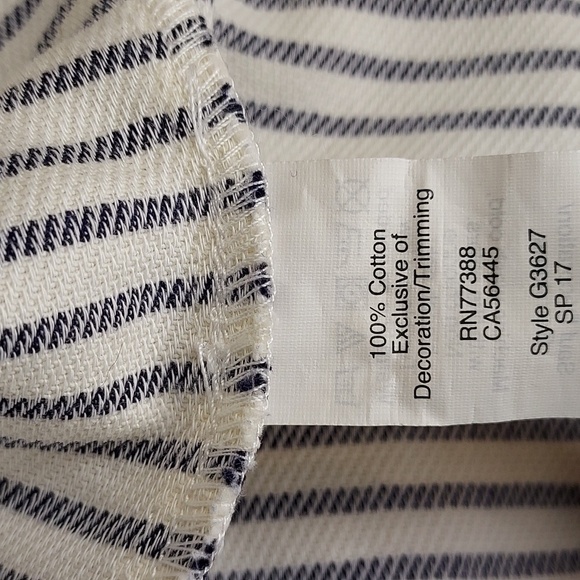 100% Cotton
Exclusive of
Decoration/Trimming
RN77388
CA56445
Style G3627
SP 17